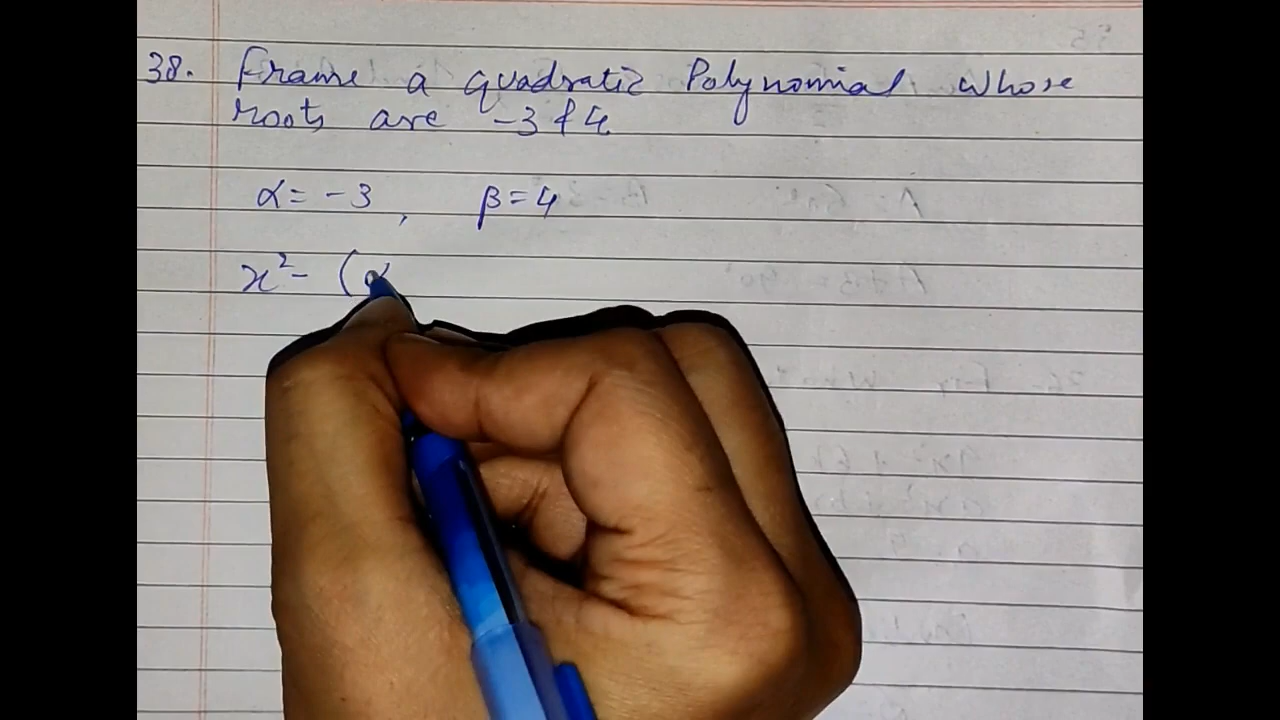 38. Frame a quadratic Polynomial whose
roots are -3 & 4
α = -3 , β = 4
x² - (α